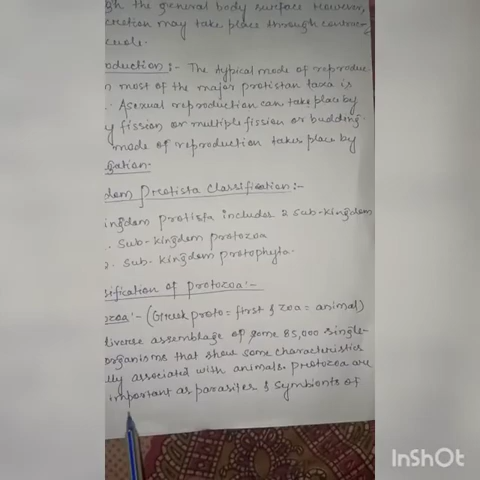 gh the general body surface However,
cretion may take place through contrac-
cuole.
oduction:- The typical mode of reproduc-
n most of the major protistan taxa is
. Asexual reproduction can take place by
y fission or multiple fission or budding.
mode of reproduction takes place by
gation.
dom Preotista Classification:-
ingdom protista includes 2 Sub-kingdom
. Sub-kingdom protozoa
2. Sub-kingdom protophyta.
sification of protozoa:-
ozoa:- (Greek proto = first & zoa = animal)
diverse assemblage of some 85,000 single-
organisms that show some characteristics
lly associated with animals. Protozoa are
important as parasites & symbionts of
InShOt